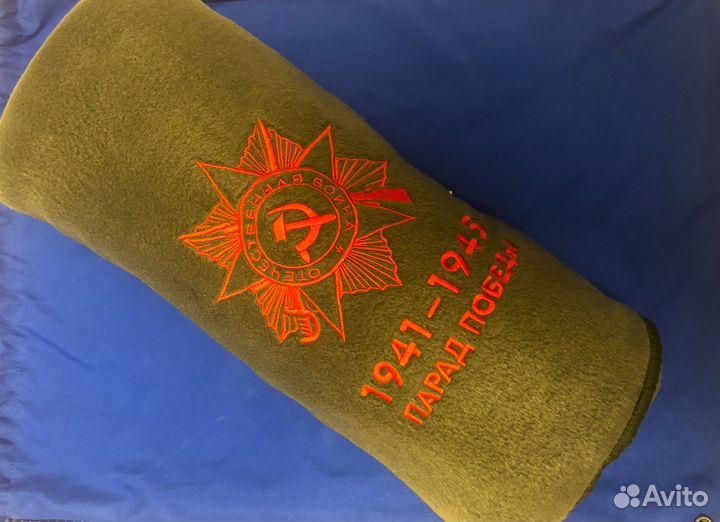 ОТЕЧЕСТВЕННАЯ ВОЙНА
1941-1945
ПАРАД ПОБЕДЫ
Avito